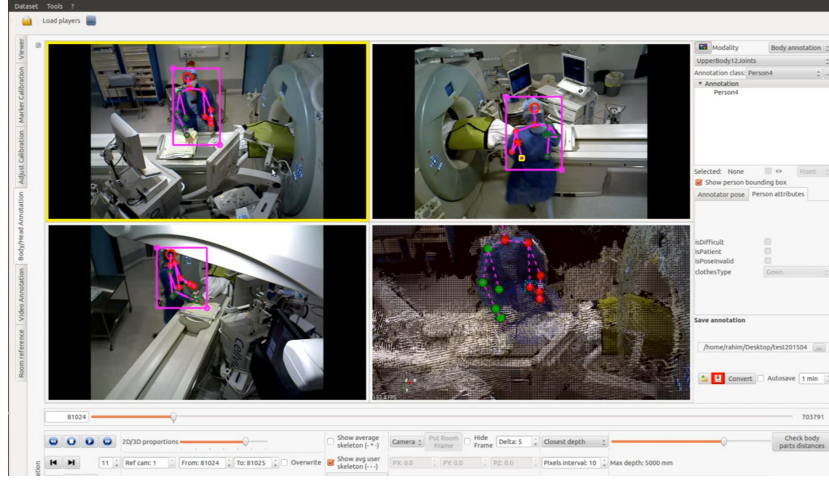 Dataset Tools ?
Load players
Viewer
Marker Calibration
Adjust Calibration
Body/Head Annotation
Video Annotation
Room reference
Modality Body annotation
UpperBody12Joints
Annotation class: Person4
Annotation
Person4
Selected: None Front
Show person bounding box
Annotator pose Person attributes
isDifficult
isPatient
isPoseInvalid
clothesType Green
Save annotation
/home/rahim/Desktop/test201504 ...
Convert Autosave 1 min
81024 703791
2D/3D proportions
Show average skeleton (- * -)
Camera
Put Room Frame
Hide Frame
Delta: 5
Closest depth
Check body parts distances
11 Ref cam: 1 From: 81024 To: 81025 Overwrite
Show avg user skeleton (- - -)
PX: 0.0 PY: 0.0 PZ: 0.0
Pixels interval: 10 Max depth: 5000 mm